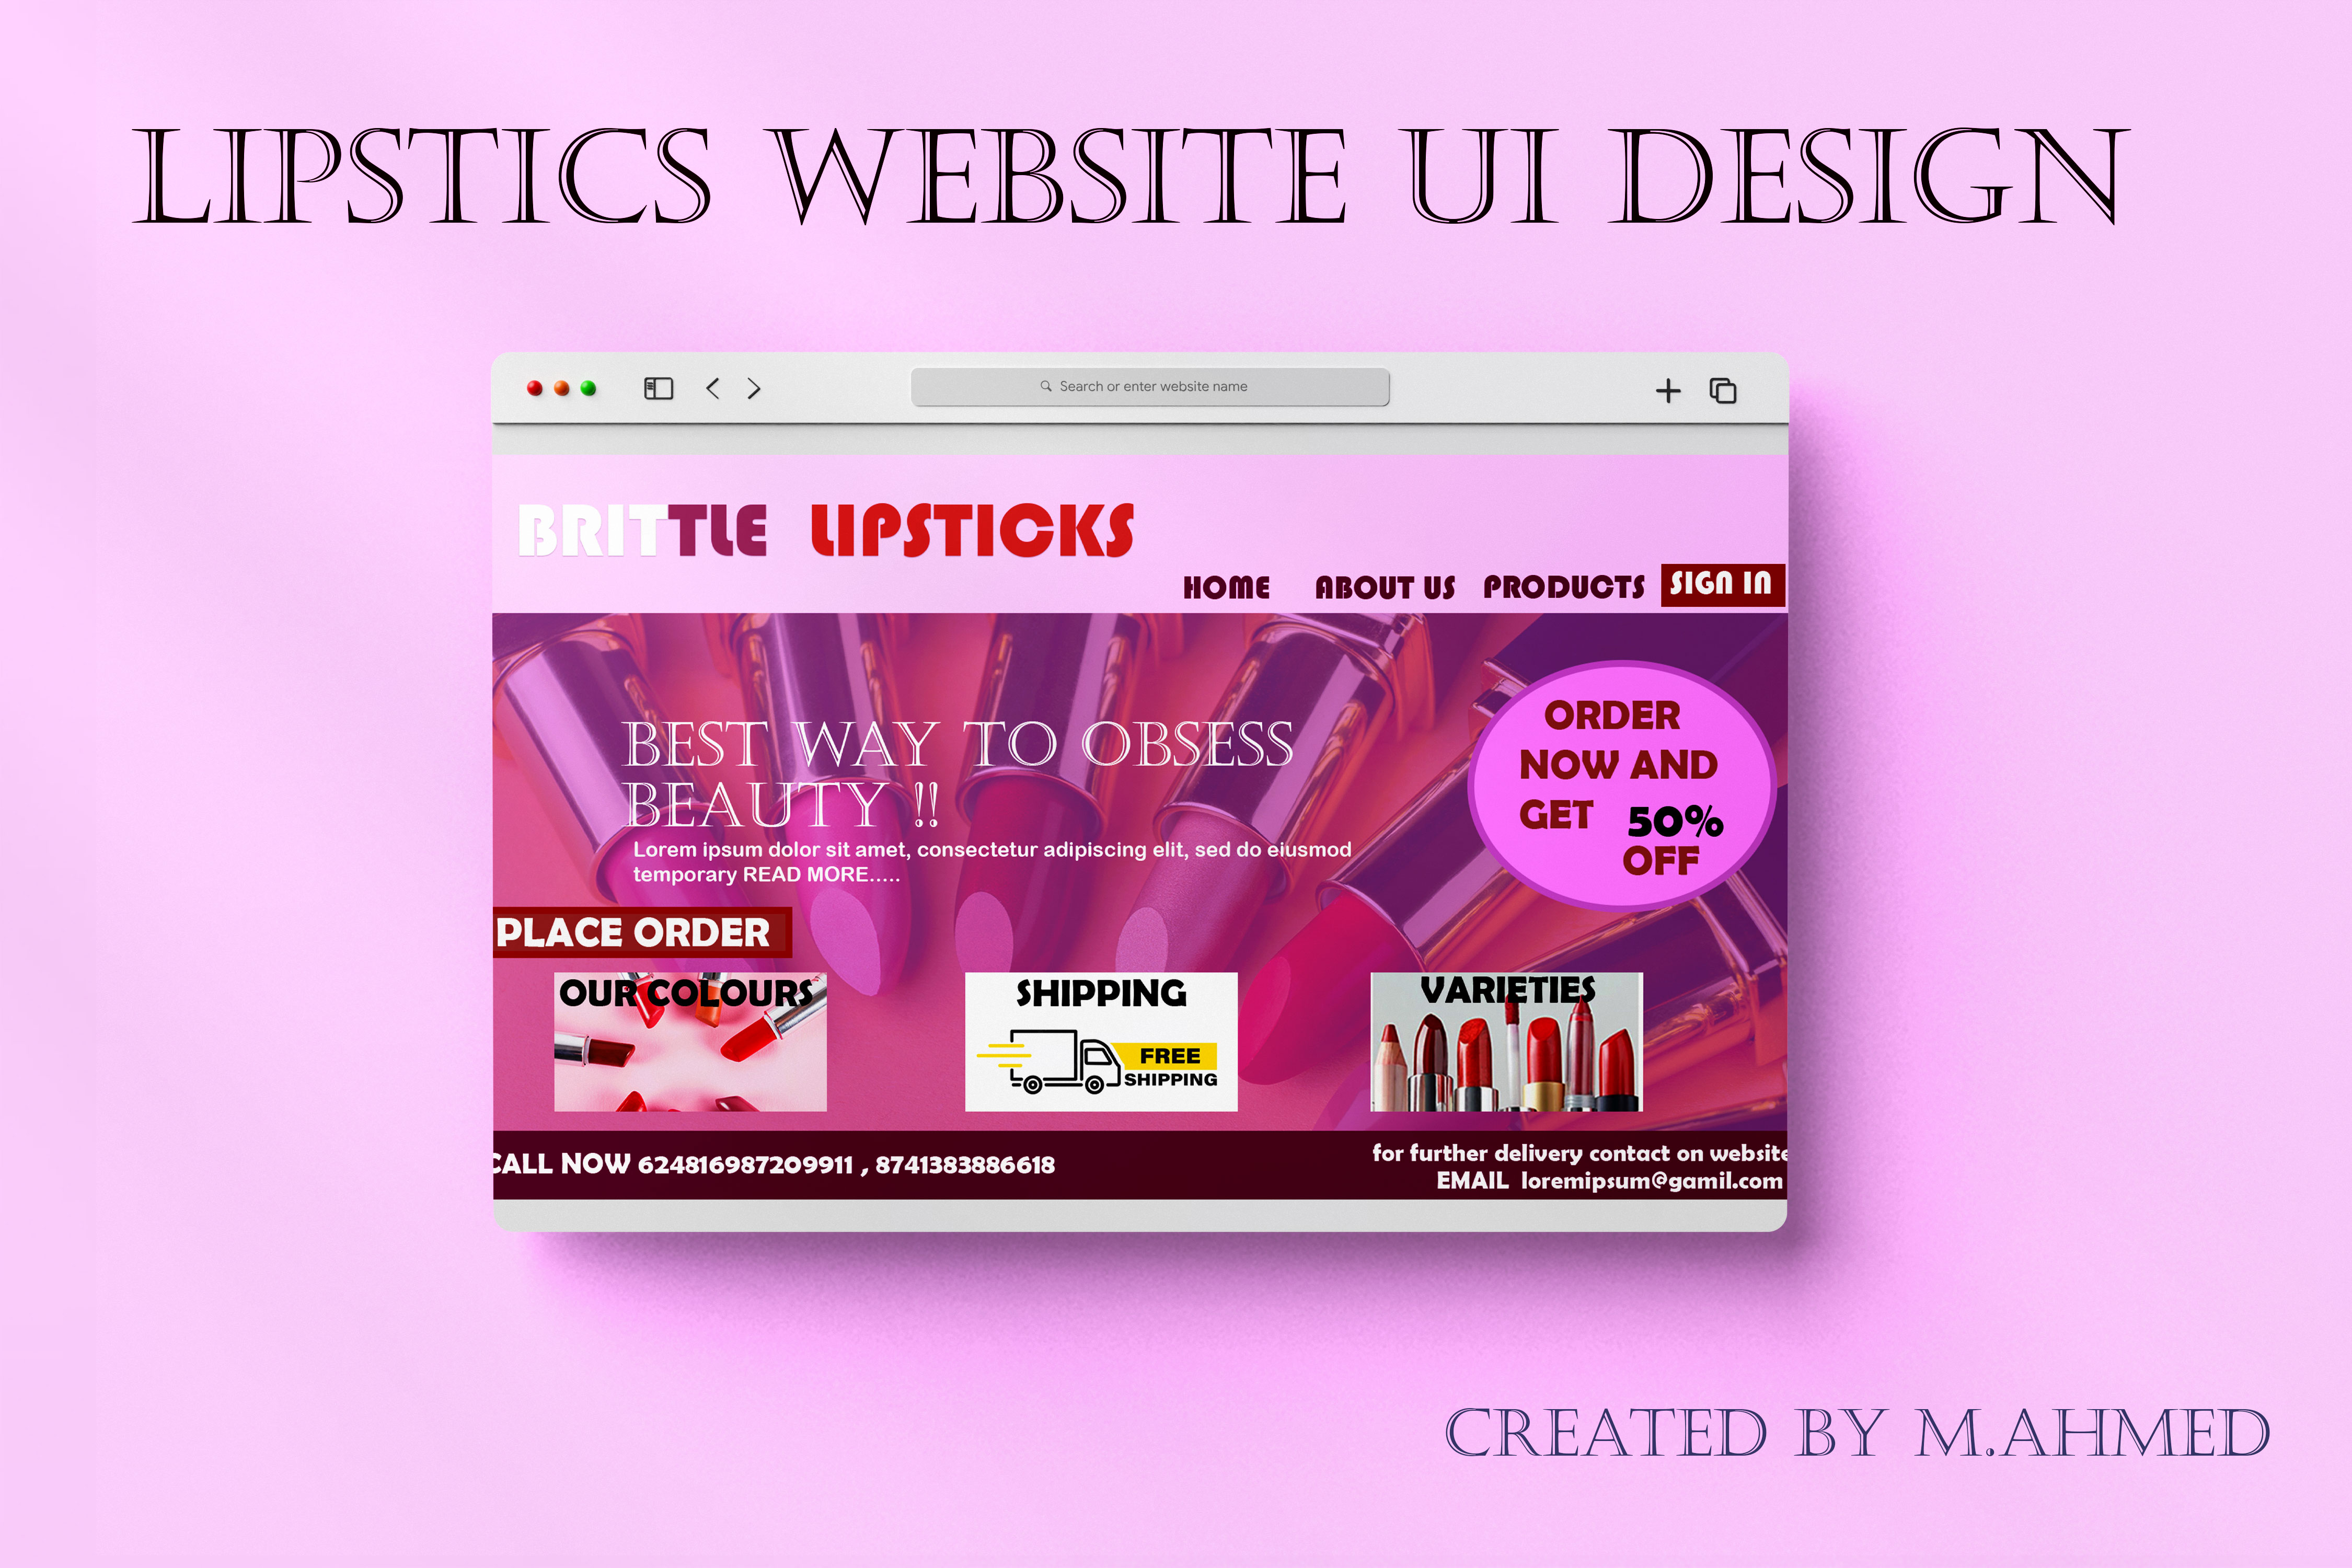 LIPSTICS WEBSITE UI DESIGN
Search or enter website name
BRITTLE LIPSTICKS
HOME ABOUT US PRODUCTS SIGN IN
BEST WAY TO OBSESS
BEAUTY !!
Lorem ipsum dolor sit amet, consectetur adipiscing elit, sed do eiusmod
temporary READ MORE.....
ORDER
NOW AND
GET 50%
OFF
PLACE ORDER
OUR COLOURS
SHIPPING
FREE
SHIPPING
VARIETIES
CALL NOW 624816987209911 , 8741383886618
for further delivery contact on website
EMAIL loremipsum@gamil.com
CREATED BY M.AHMED